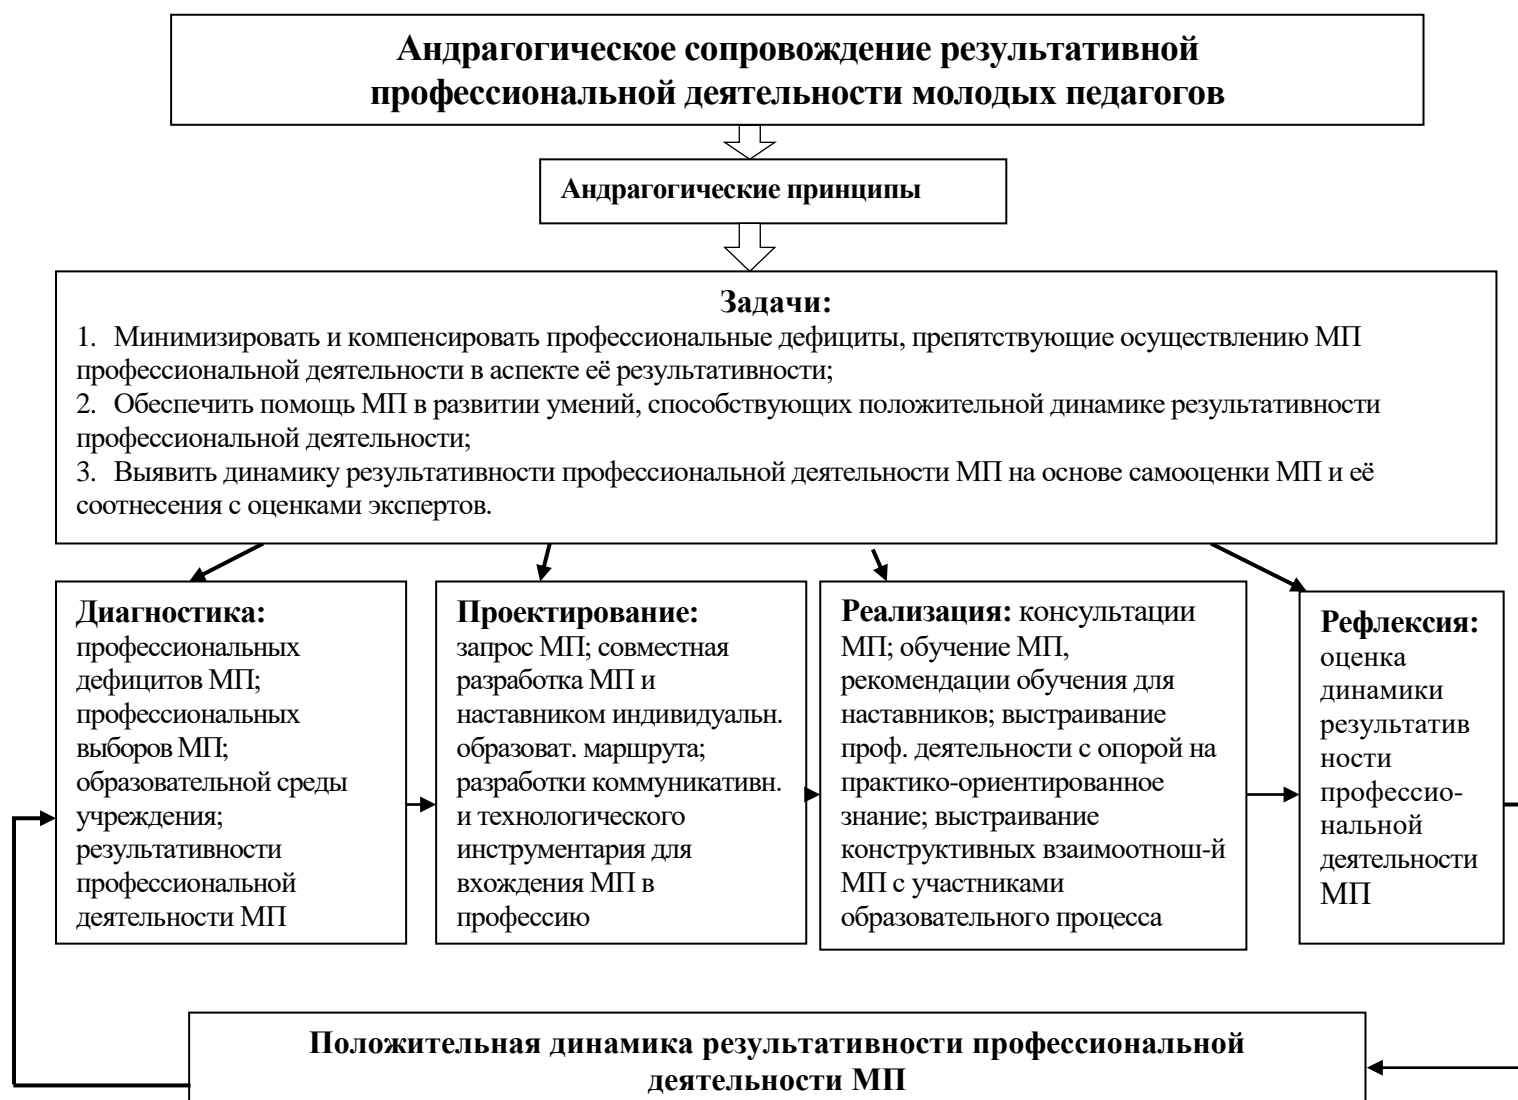 Андрагогическое сопровождение результативной
профессиональной деятельности молодых педагогов
Андрагогические принципы
Задачи:
1. Минимизировать и компенсировать профессиональные дефициты, препятствующие осуществлению МП
профессиональной деятельности в аспекте её результативности;
2. Обеспечить помощь МП в развитии умений, способствующих положительной динамике результативности
профессиональной деятельности;
3. Выявить динамику результативности профессиональной деятельности МП на основе самооценки МП и её
соотнесения с оценками экспертов.
Диагностика:
профессиональных
дефицитов МП;
профессиональных
выборов МП;
образовательной среды
учреждения;
результативности
профессиональной
деятельности МП
Проектирование:
запрос МП; совместная
разработка МП и
наставником индивидуальн.
образоват. маршрута;
разработки коммуникативн.
и технологического
инструментария для
вхождения МП в
профессию
Реализация: консультации
МП; обучение МП,
рекомендации обучения для
наставников; выстраивание
проф. деятельности с опорой на
практико-ориентированное
знание; выстраивание
конструктивных взаимоотнош-й
МП с участниками
образовательного процесса
Рефлексия:
оценка
динамики
результатив
ности
профессио-
нальной
деятельности
МП
Положительная динамика результативности профессиональной
деятельности МП